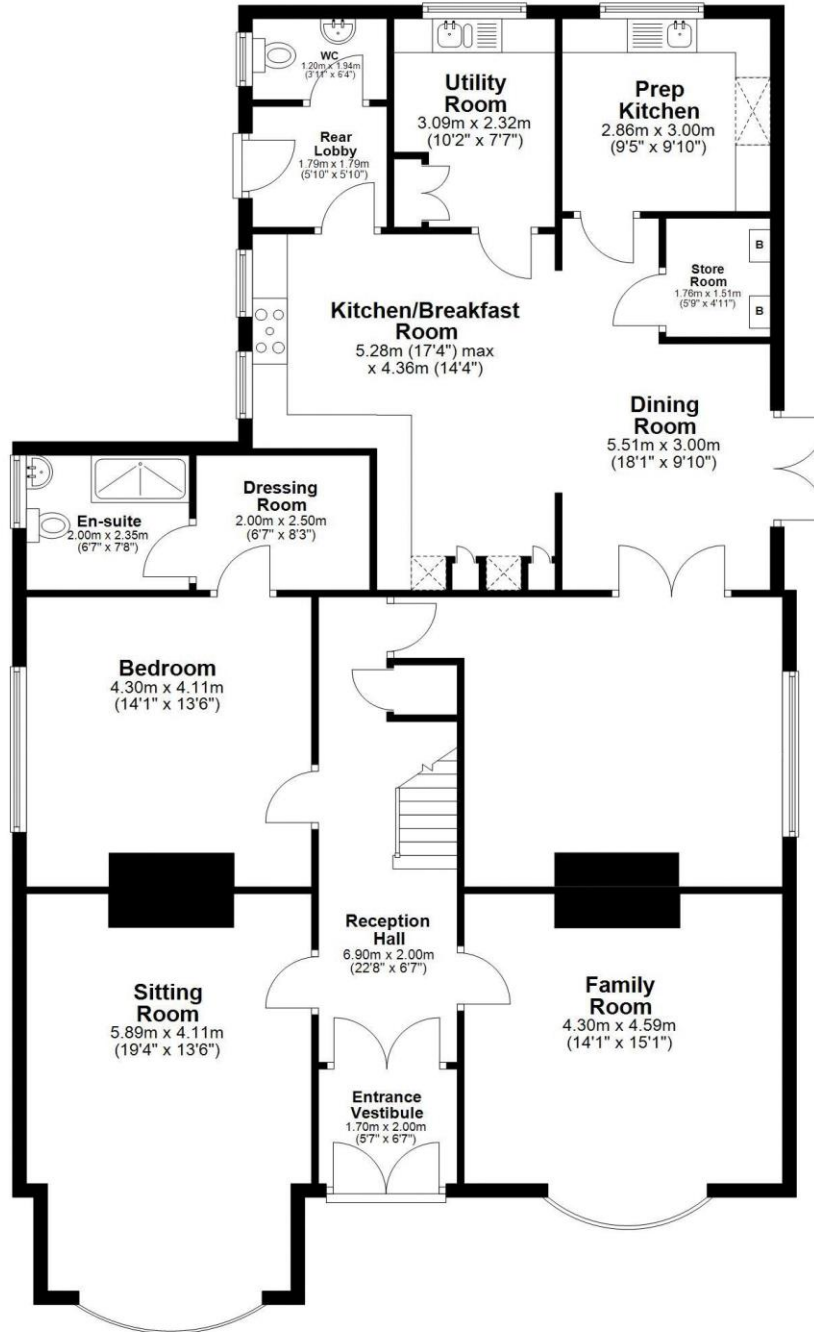 WC
1.20m x 1.94m
(3'11" x 6'4")
Utility
Room
3.09m x 2.32m
(10'2" x 7'7")
Prep
Kitchen
2.86m x 3.00m
(9'5" x 9'10")
Rear
Lobby
1.79m x 1.79m
(5'10" x 5'10")
Store
Room
1.76m x 1.51m
(5'9" x 4'11")
B
B
Kitchen/Breakfast
Room
5.28m (17'4") max
x 4.36m (14'4")
Dining
Room
5.51m x 3.00m
(18'1" x 9'10")
En-suite
2.00m x 2.35m
(6'7" x 7'8")
Dressing
Room
2.00m x 2.50m
(6'7" x 8'3")
Bedroom
4.30m x 4.11m
(14'1" x 13'6")
Reception
Hall
6.90m x 2.00m
(22'8" x 6'7")
Sitting
Room
5.89m x 4.11m
(19'4" x 13'6")
Family
Room
4.30m x 4.59m
(14'1" x 15'1")
Entrance
Vestibule
1.70m x 2.00m
(5'7" x 6'7")